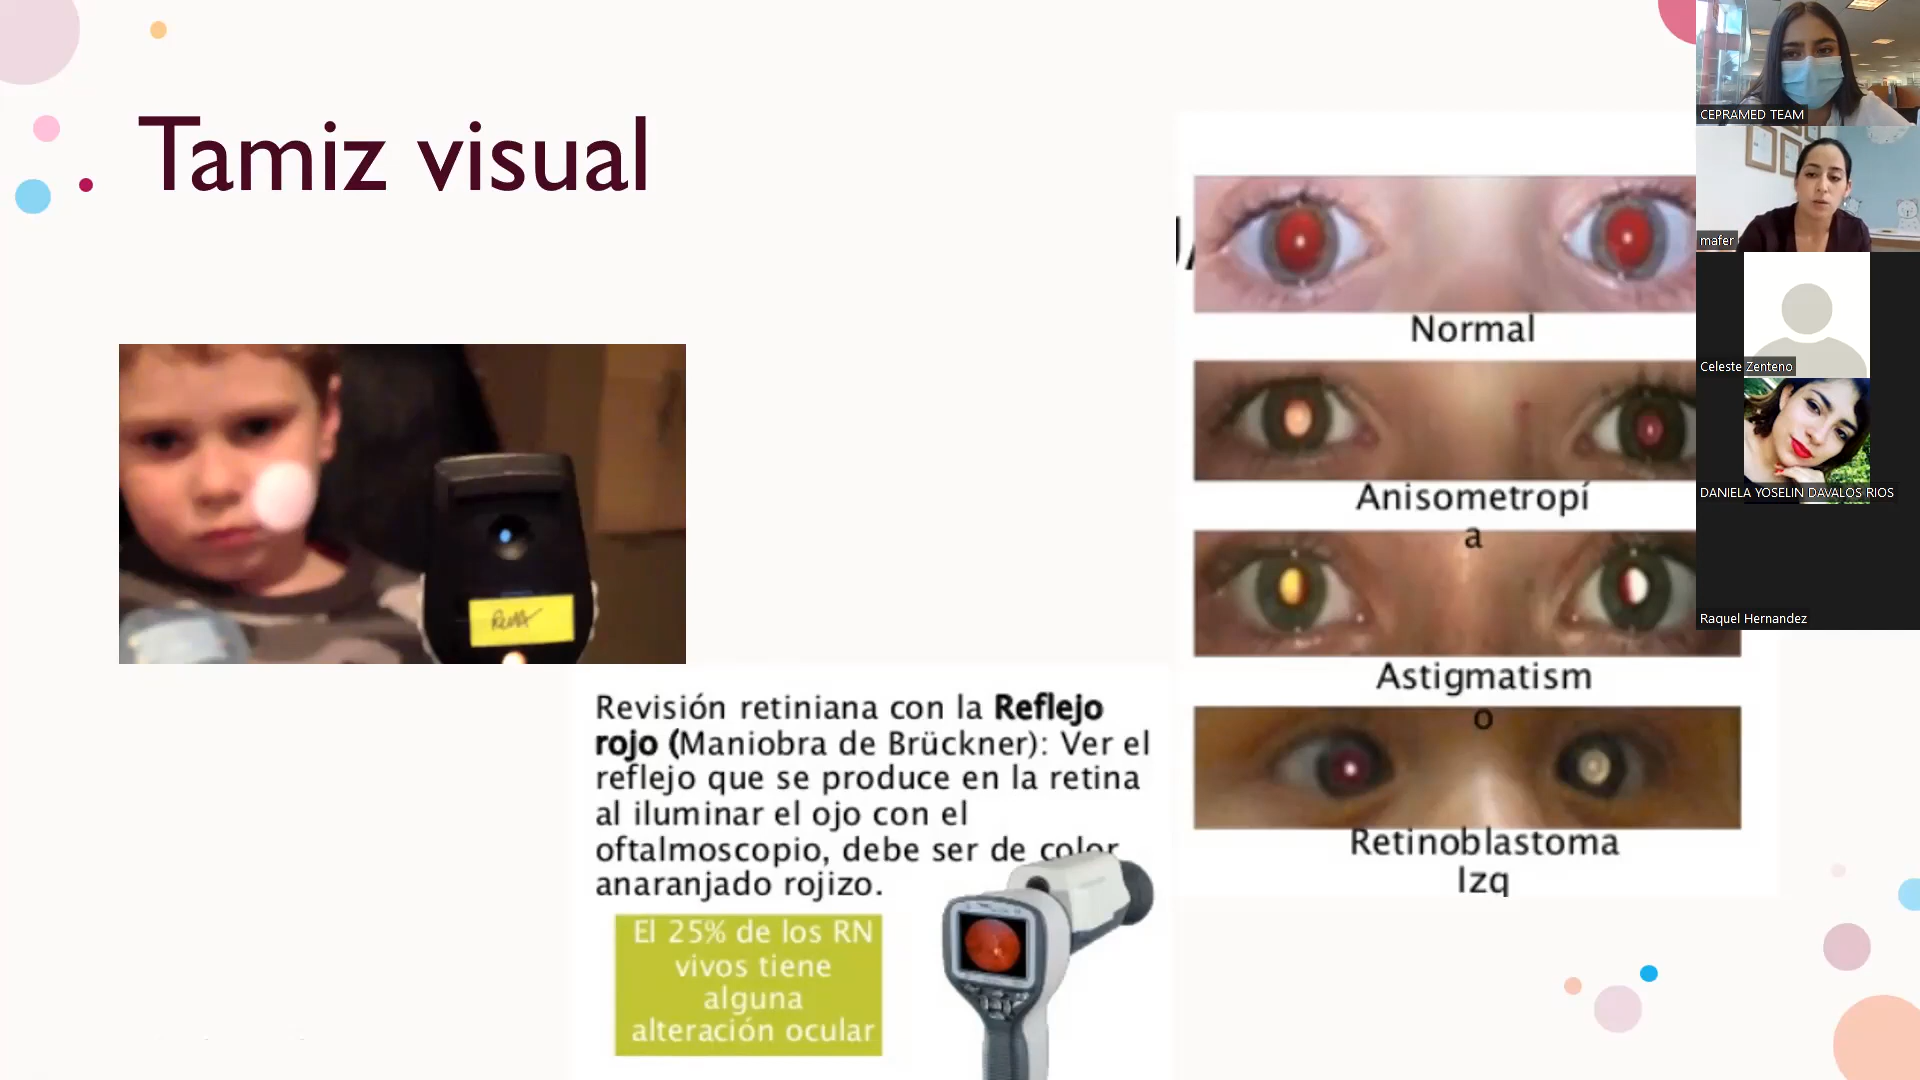 Tamiz visual
Normal
Anisometropí
a
Astigmatism
o
Retinoblastoma
Izq
Revisión retiniana con la Reflejo
rojo (Maniobra de Brückner): Ver el
reflejo que se produce en la retina
al iluminar el ojo con el
oftalmoscopio, debe ser de color
anaranjado rojizo.
El 25% de los RN
vivos tiene
alguna
alteración ocular
CEPRAMED TEAM
mafer
Celeste Zenteno
DANIELA YOSELIN DAVALOS RIOS
Raquel Hernandez